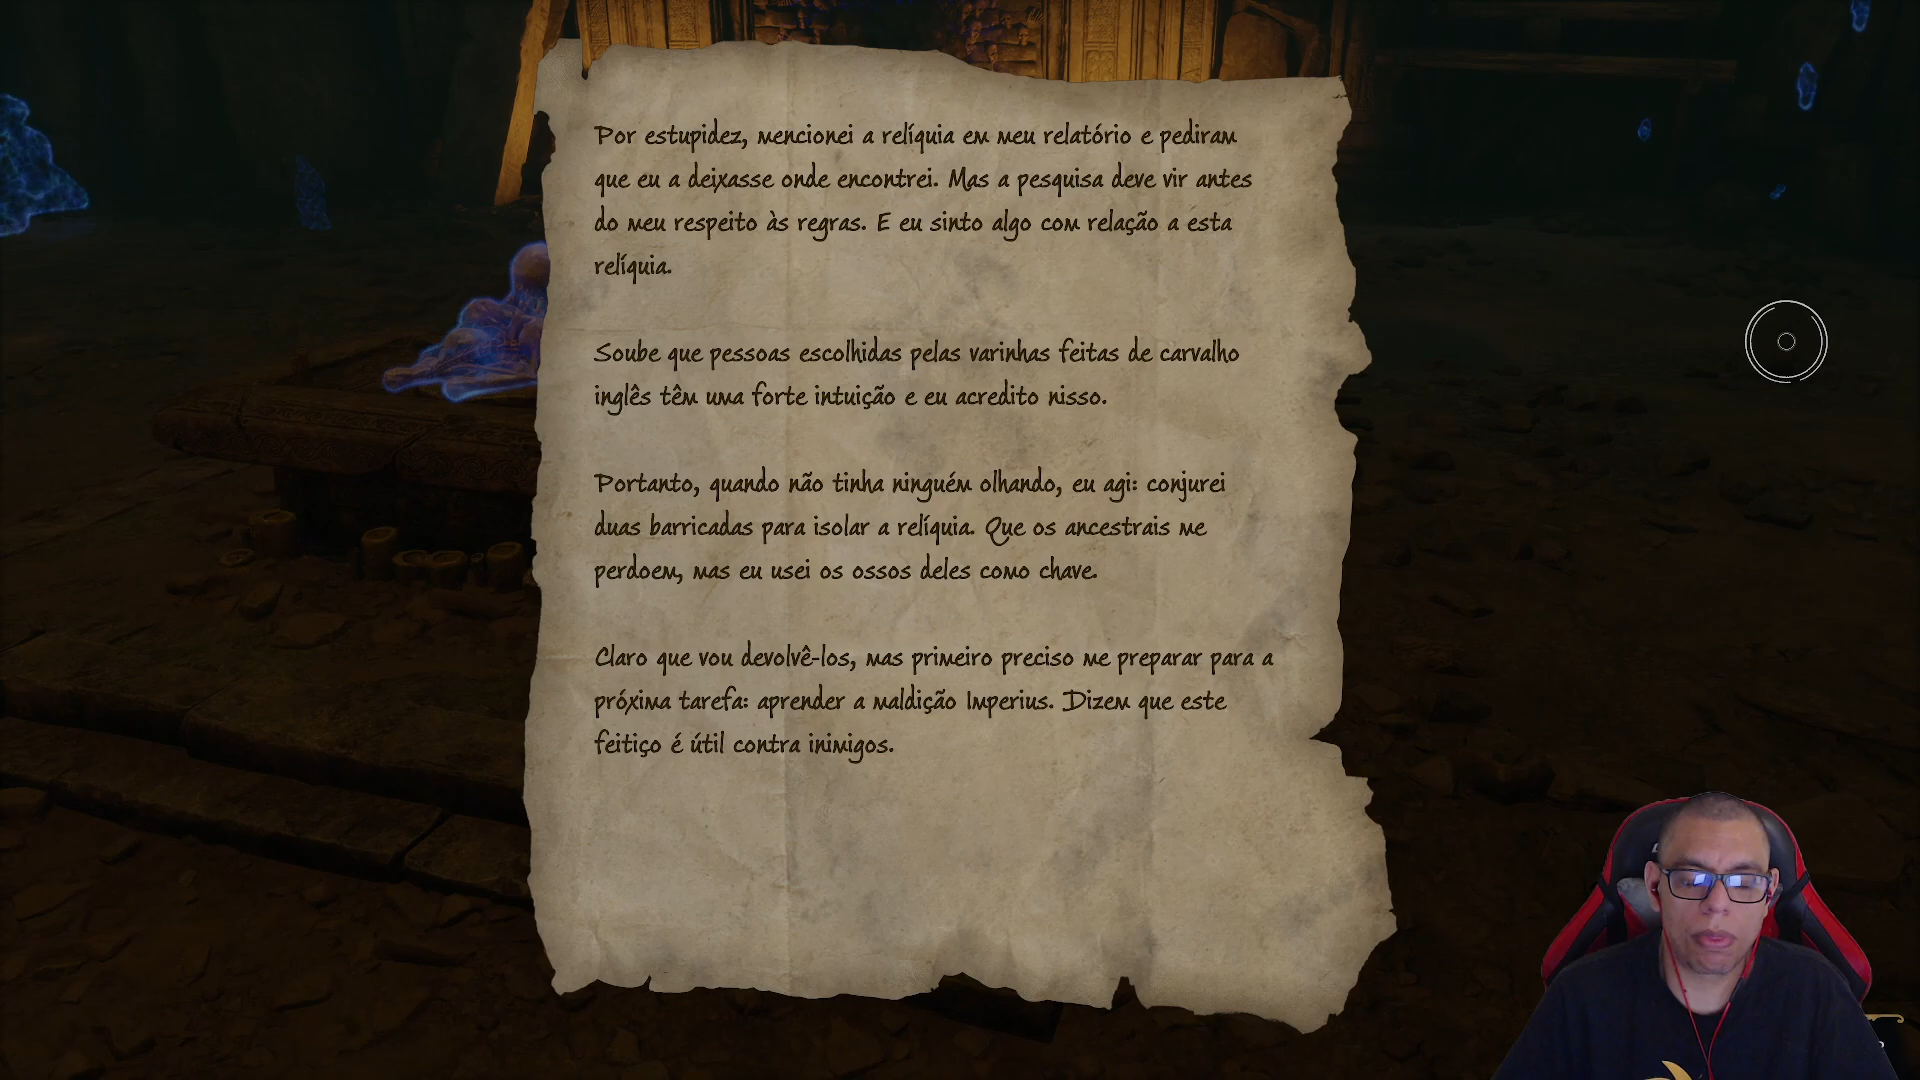 Por estupidez, mencionei a relíquia em meu relatório e pediram
que eu a deixasse onde encontrei. Mas a pesquisa deve vir antes
do meu respeito às regras. E eu sinto algo com relação a esta
relíquia.
Soube que pessoas escolhidas pelas varinhas feitas de carvalho
inglês têm uma forte intuição e eu acredito nisso.
Portanto, quando não tinha ninguém olhando, eu agi: conjurei
duas barricadas para isolar a relíquia. Que os ancestrais me
perdoem, mas eu usei os ossos deles como chave.
Claro que vou devolvê-los, mas primeiro preciso me preparar para a
próxima tarefa: aprender a maldição Imperius. Dizem que este
feitiço é útil contra inimigos.